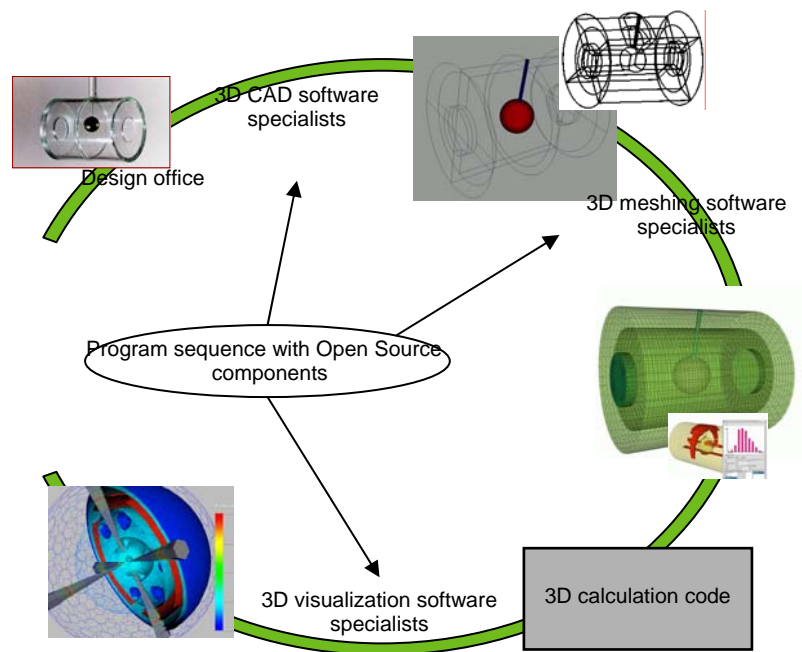 3D CAD software
specialists
Design office
3D meshing software
specialists
Program sequence with Open Source
components
3D visualization software
specialists
3D calculation code